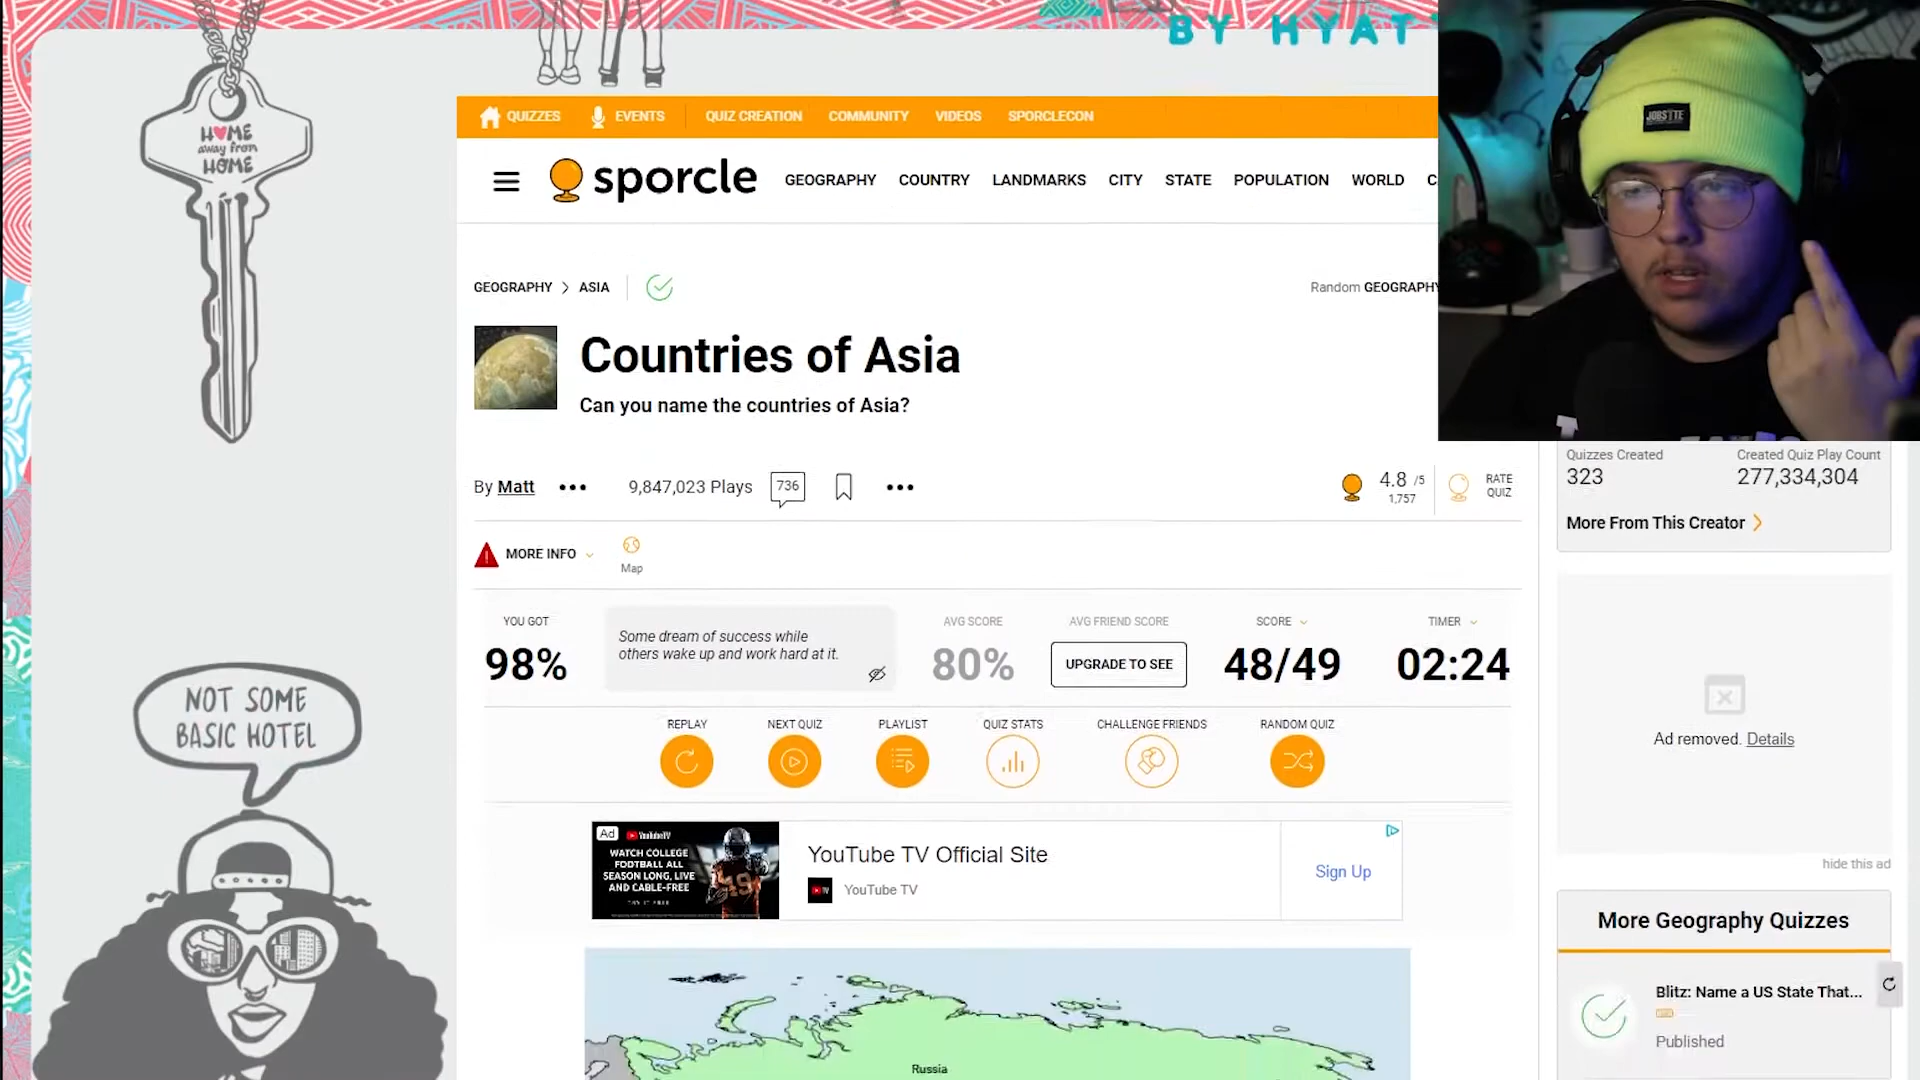 BY HYAT
HOME
away from
HOME
QUIZZES EVENTS QUIZ CREATION COMMUNITY VIDEOS SPORCLECON
sporcle GEOGRAPHY COUNTRY LANDMARKS CITY STATE POPULATION WORLD C
JOBSITE
GEOGRAPHY > ASIA
Random GEOGRAPHY
Countries of Asia
Can you name the countries of Asia?
Quizzes Created Created Quiz Play Count
323 277,334,304
More From This Creator >
By Matt ••• 9,847,023 Plays 736 •••
4.8 /5
1,757
RATE
QUIZ
MORE INFO
Map
YOU GOT
98%
Some dream of success while
others wake up and work hard at it.
AVG SCORE
80%
AVG FRIEND SCORE
UPGRADE TO SEE
SCORE
48/49
TIMER
02:24
REPLAY NEXT QUIZ PLAYLIST QUIZ STATS CHALLENGE FRIENDS RANDOM QUIZ
NOT SOME
BASIC HOTEL
Ad removed. Details
hide this ad
Ad YouTubeTV
WATCH COLLEGE
FOOTBALL ALL
SEASON LONG, LIVE
AND CABLE-FREE
YouTube TV Official Site
YouTube TV
Sign Up
More Geography Quizzes
Blitz: Name a US State That...
Published
Russia